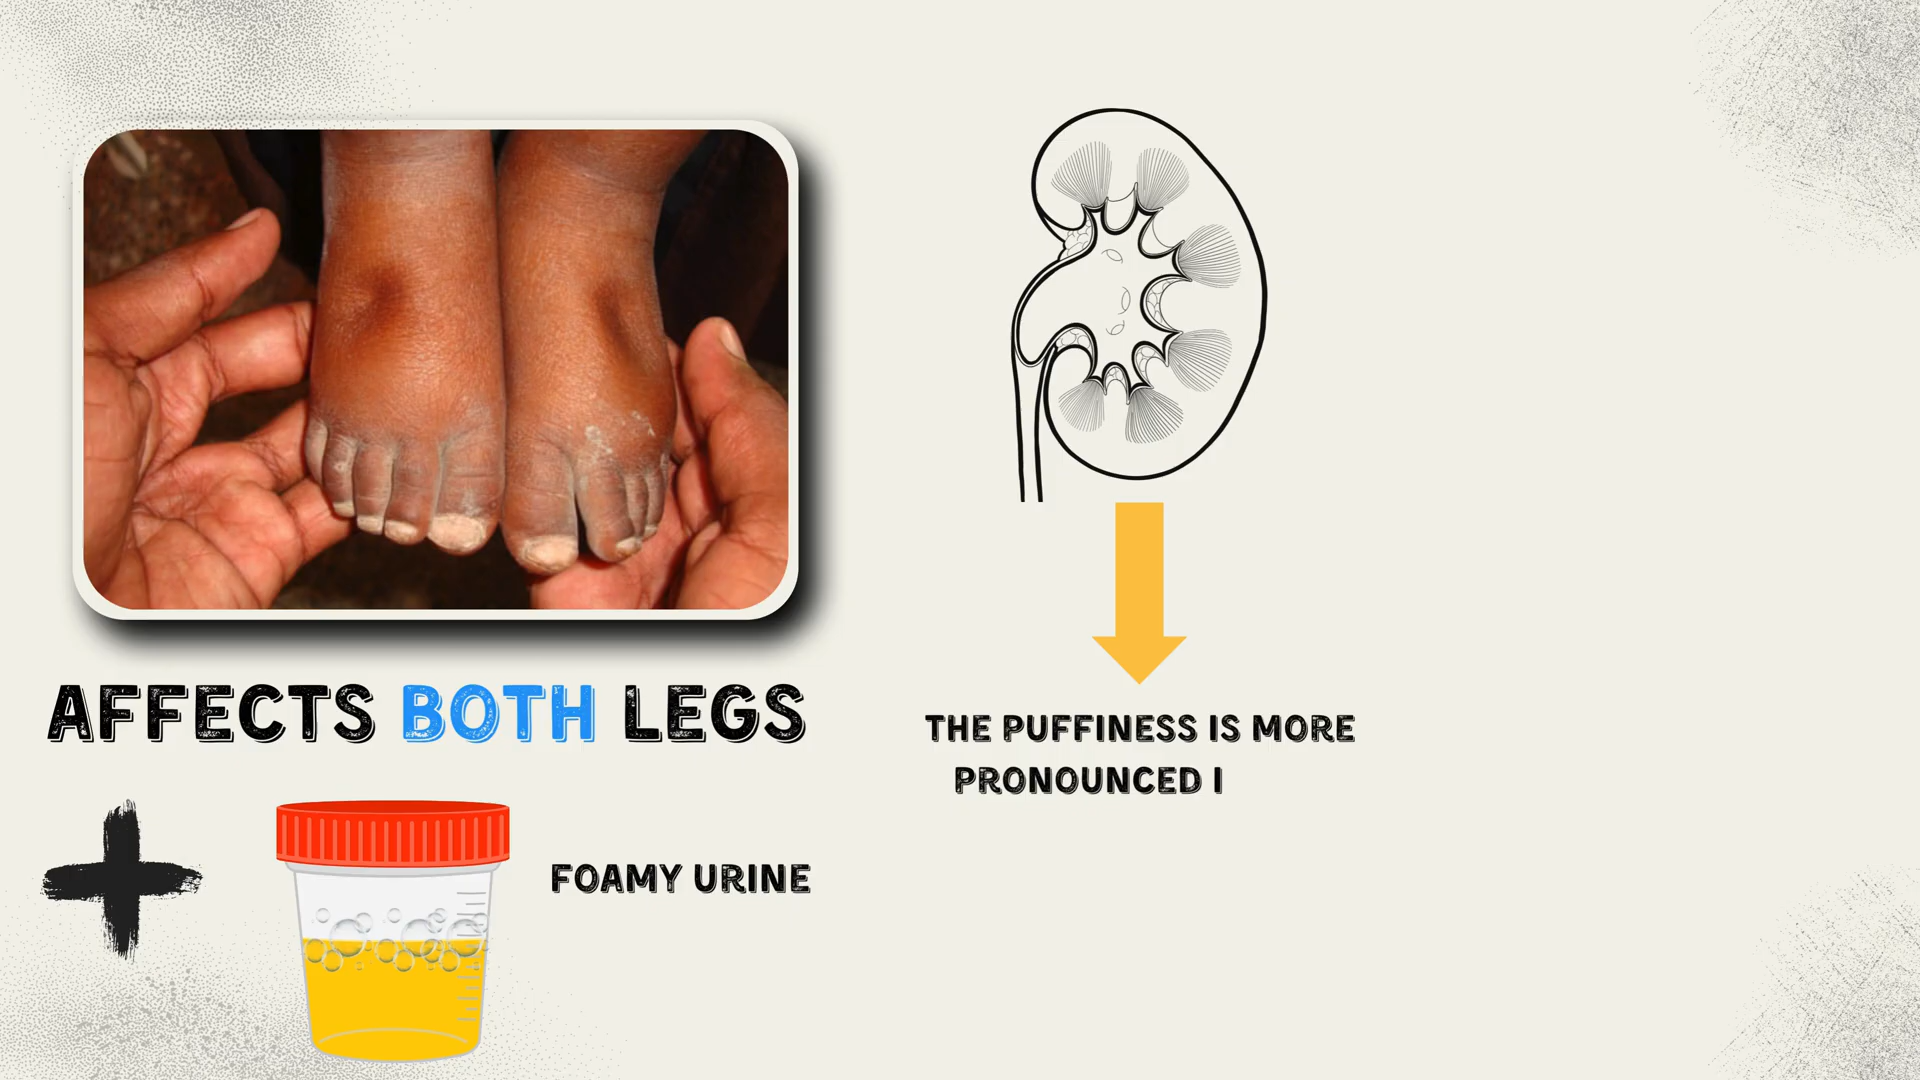 AFFECTS BOTH LEGS
FOAMY URINE
THE PUFFINESS IS MORE
PRONOUNCED I